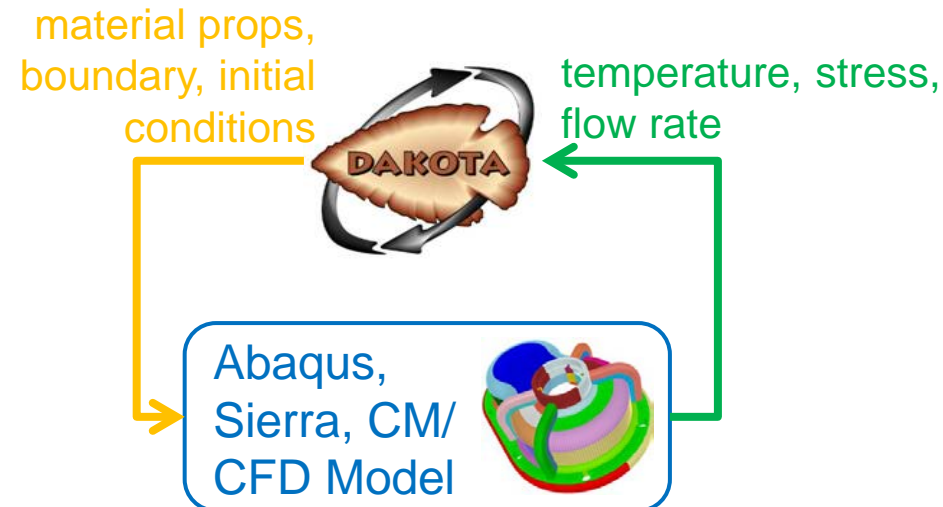 material props,
boundary, initial
conditions
temperature, stress,
flow rate
DAKOTA
Abaqus,
Sierra, CM/
CFD Model